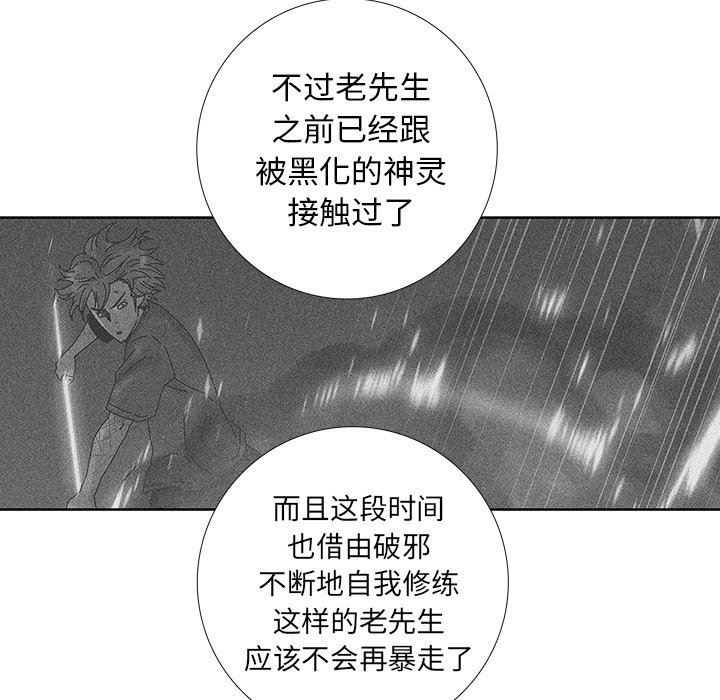 不过老先生
之前已经跟
被黑化的神灵
接触过了
而且这段时间
也借由破邪
不断地自我修练
这样的老先生
应该不会再暴走了